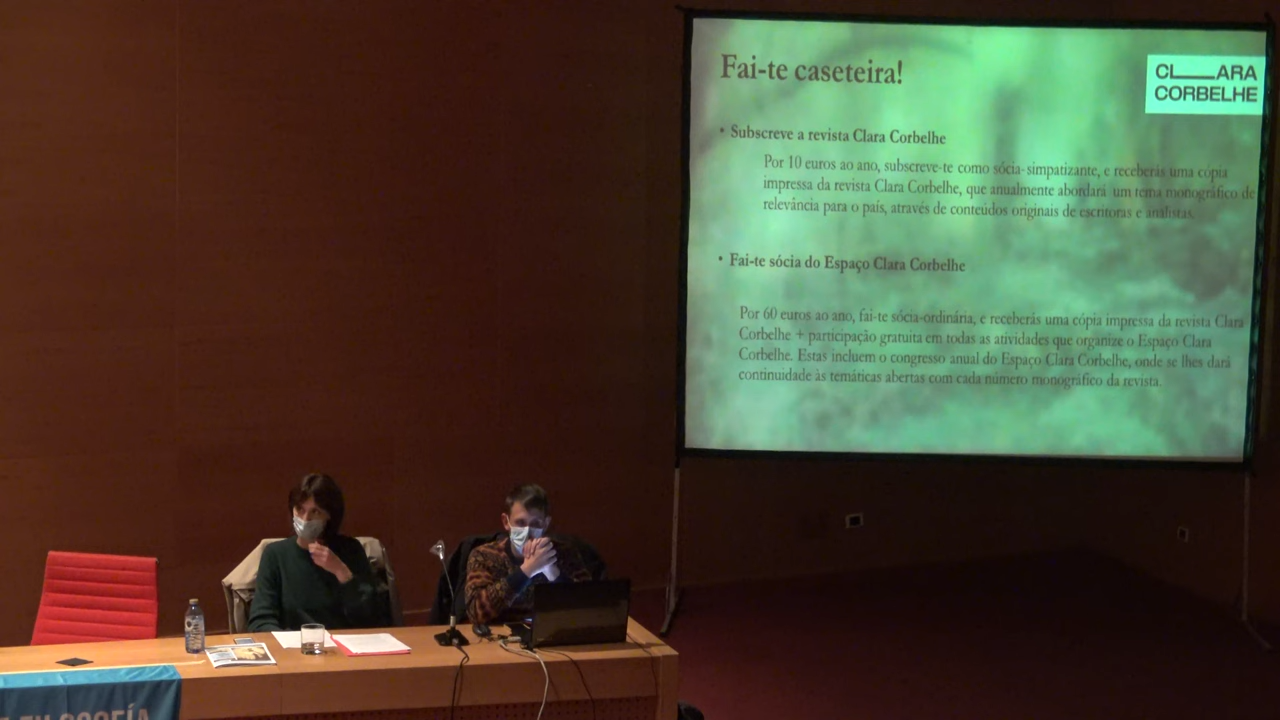 Fai-te caseteira!
CL__ARA
CORBELHE
• Subscreve a revista Clara Corbelhe
Por 10 euros ao ano, subscreve-te como sócia-simpatizante, e receberás uma cópia
impressa da revista Clara Corbelhe, que anualmente abordará um tema monográfico de
relevância para o país, através de conteúdos originais de escritoras e analistas.
• Fai-te sócia do Espaço Clara Corbelhe
Por 60 euros ao ano, fai-te sócia-ordinária, e receberás uma cópia impressa da revista Clara
Corbelhe + participação gratuita em todas as atividades que organize o Espaço Clara
Corbelhe. Estas incluem o congresso anual do Espaço Clara Corbelhe, onde se lhes dará
continuidade às temáticas abertas com cada número monográfico da revista.